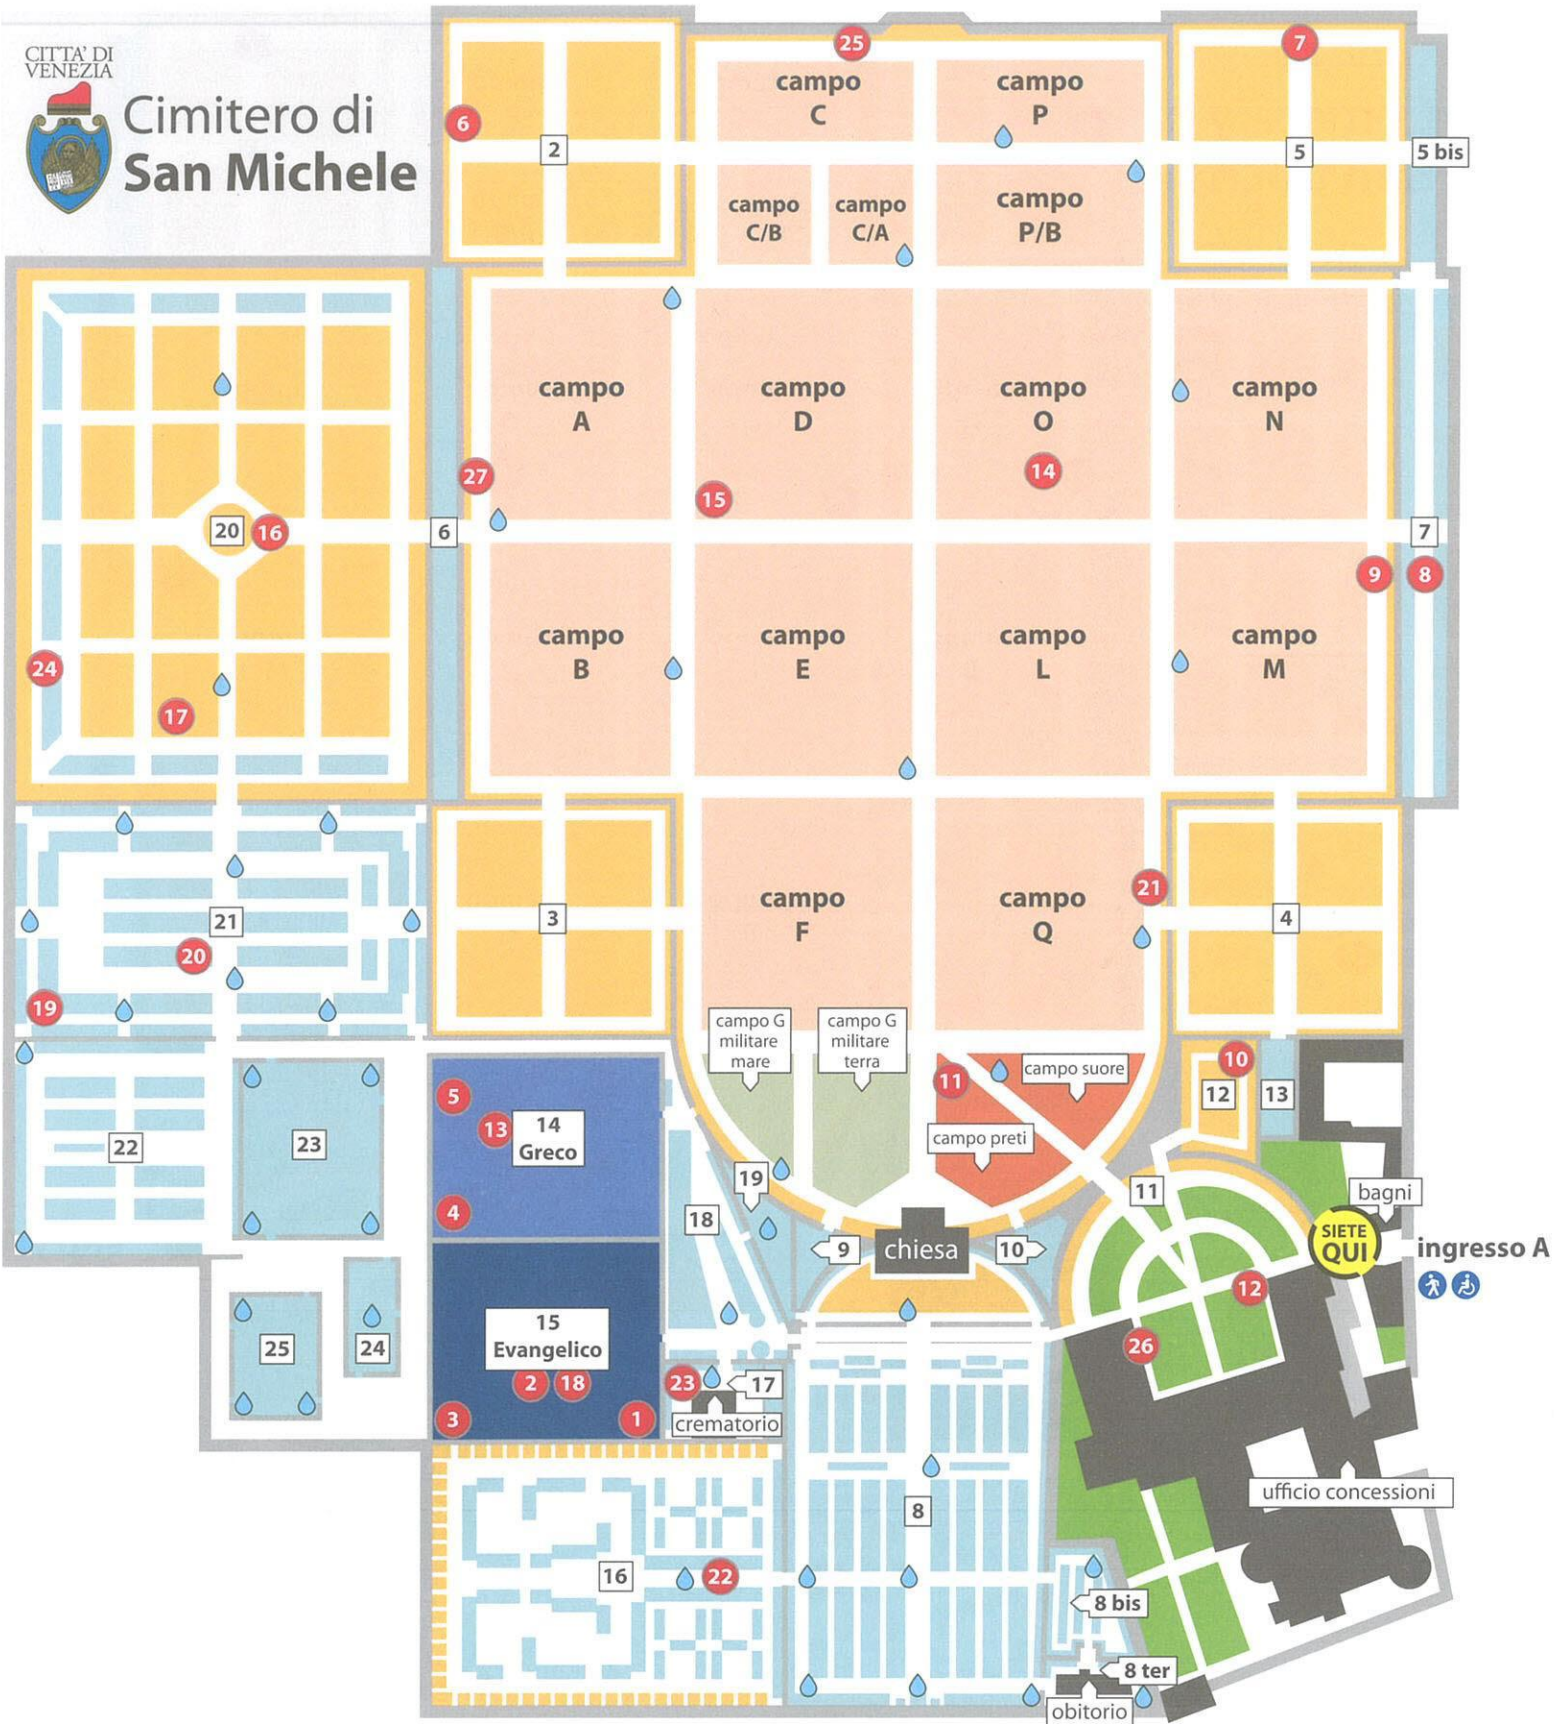 CITTA' DI
VENEZIA
Cimitero di
San Michele
25
7
6
campo
C
campo
P
2
5
5 bis
campo
C/B
campo
C/A
campo
P/B
campo
A
campo
D
campo
O
campo
N
27
15
14
20
16
6
7
9
8
campo
B
campo
E
campo
L
campo
M
24
17
21
3
campo
F
campo
Q
21
4
20
19
campo G
militare
mare
campo G
militare
terra
11
campo suore
10
12
13
5
13
14
Greco
22
23
campo preti
19
11
bagni
4
18
9
chiesa
10
SIETE
QUI
ingresso A
12
15
Evangelico
25
24
26
2
18
23
17
3
1
crematorio
ufficio concessioni
8
16
22
8 bis
8 ter
obitorio